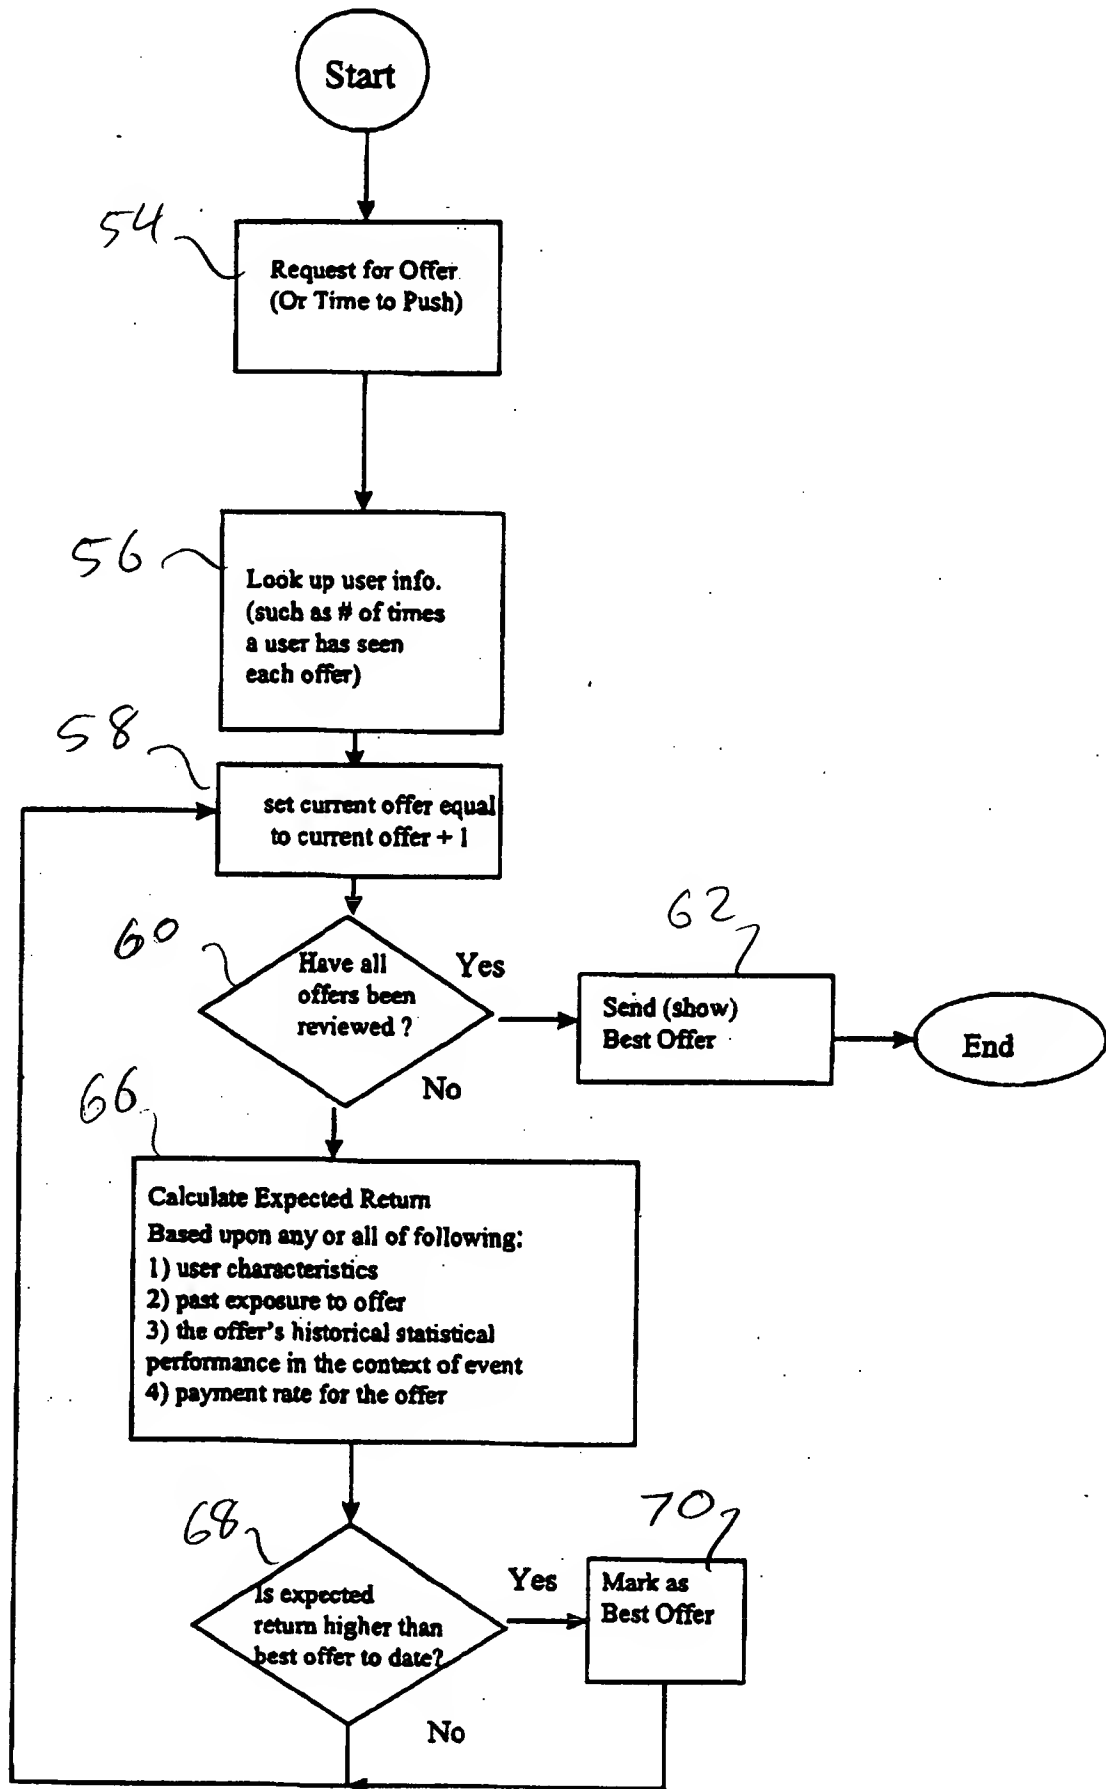 Start
54
Request for Offer
(Or Time to Push)
56
Look up user info.
(such as # of times
a user has seen
each offer)
58
set current offer equal
to current offer + 1
60
Have all
offers been
reviewed ?
Yes
No
62
Send (show)
Best Offer
End
66
Calculate Expected Return
Based upon any or all of following:
1) user characteristics
2) past exposure to offer
3) the offer's historical statistical
performance in the context of event
4) payment rate for the offer
68
Is expected
return higher than
best offer to date?
Yes
No
70
Mark as
Best Offer